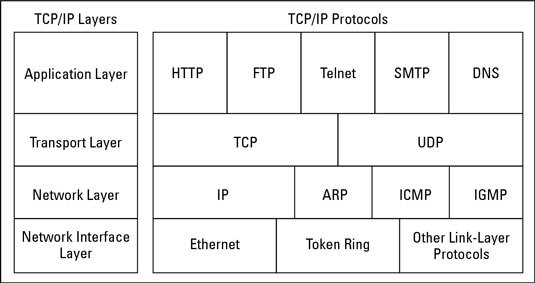 TCP/IP Layers
TCP/IP Protocols
Application Layer
HTTP
FTP
Telnet
SMTP
DNS
Transport Layer
TCP
UDP
Network Layer
IP
ARP
ICMP
IGMP
Network Interface
Layer
Ethernet
Token Ring
Other Link-Layer
Protocols